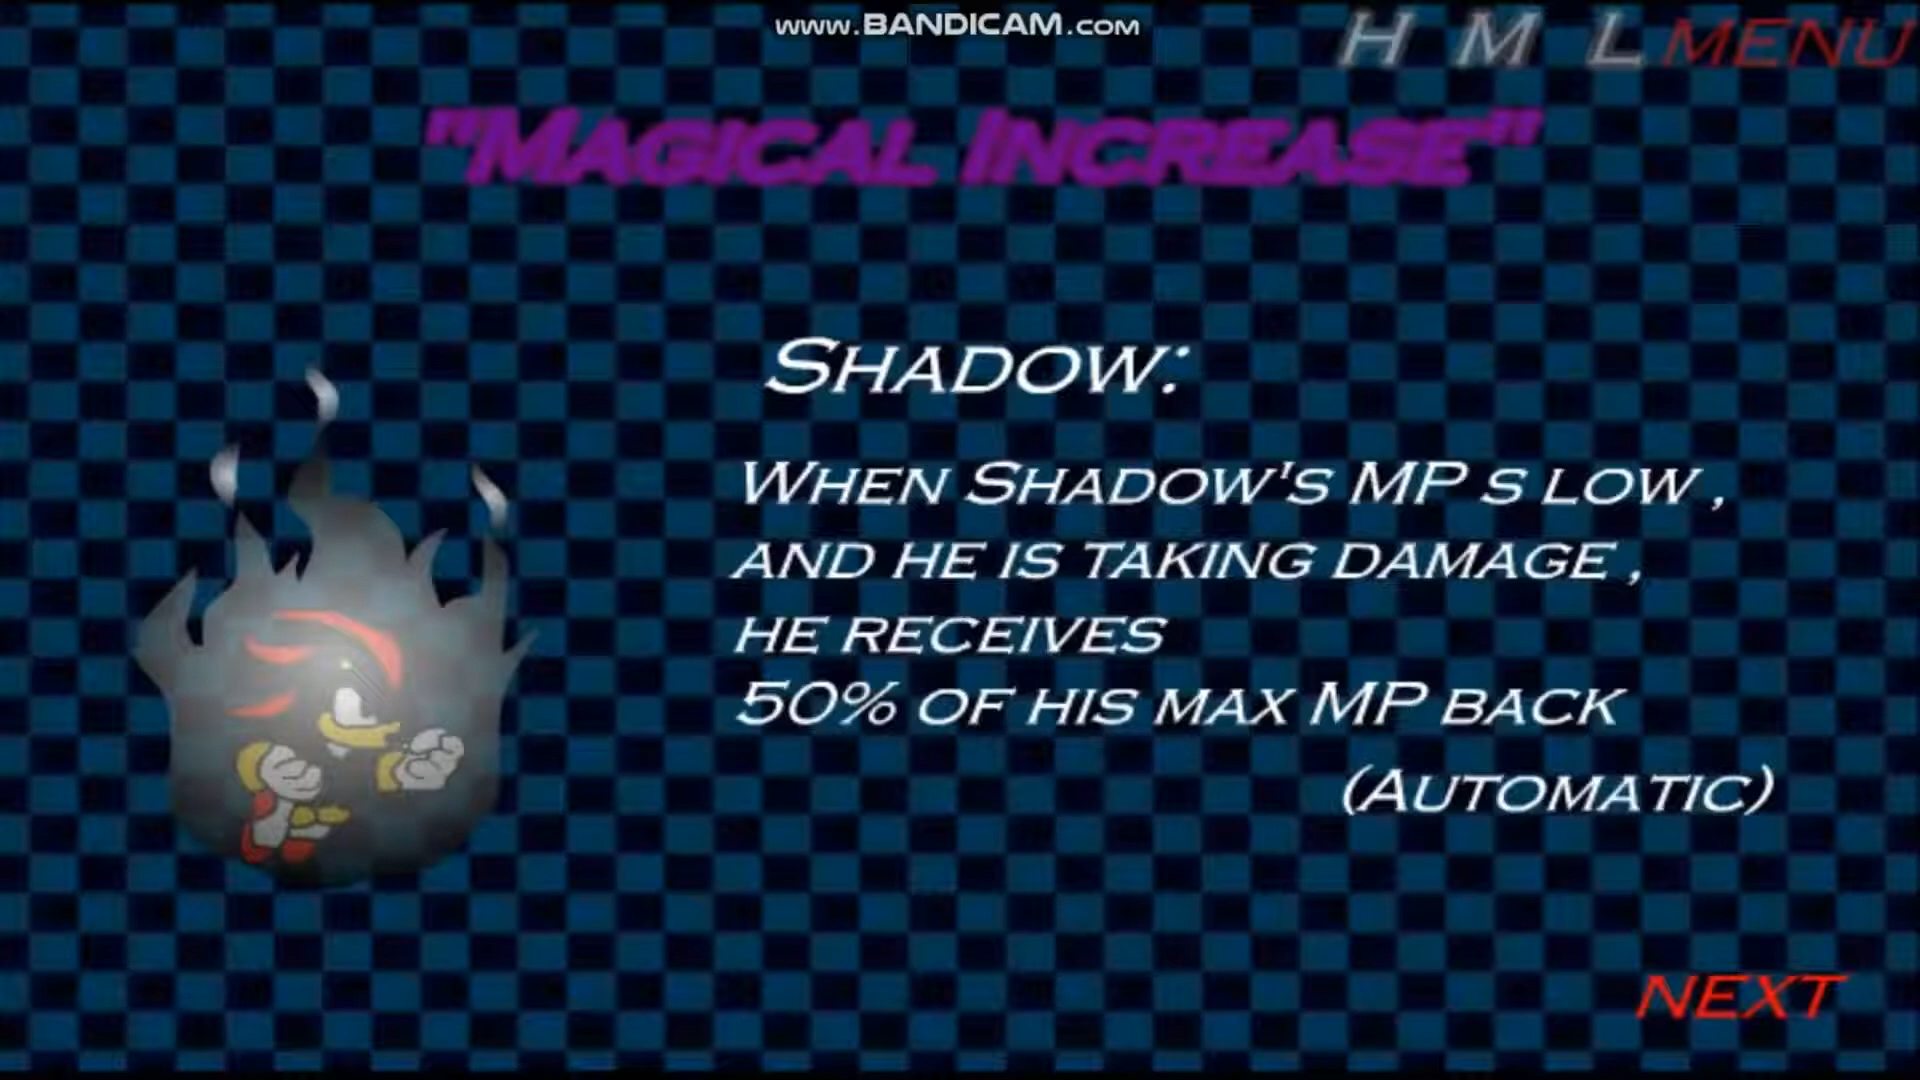 www.BANDICAM.com
H M L MENU
"Magical Increase"
Shadow:
When Shadow's MP s low ,
and he is taking damage ,
he receives
50% of his max MP back
(Automatic)
NEXT